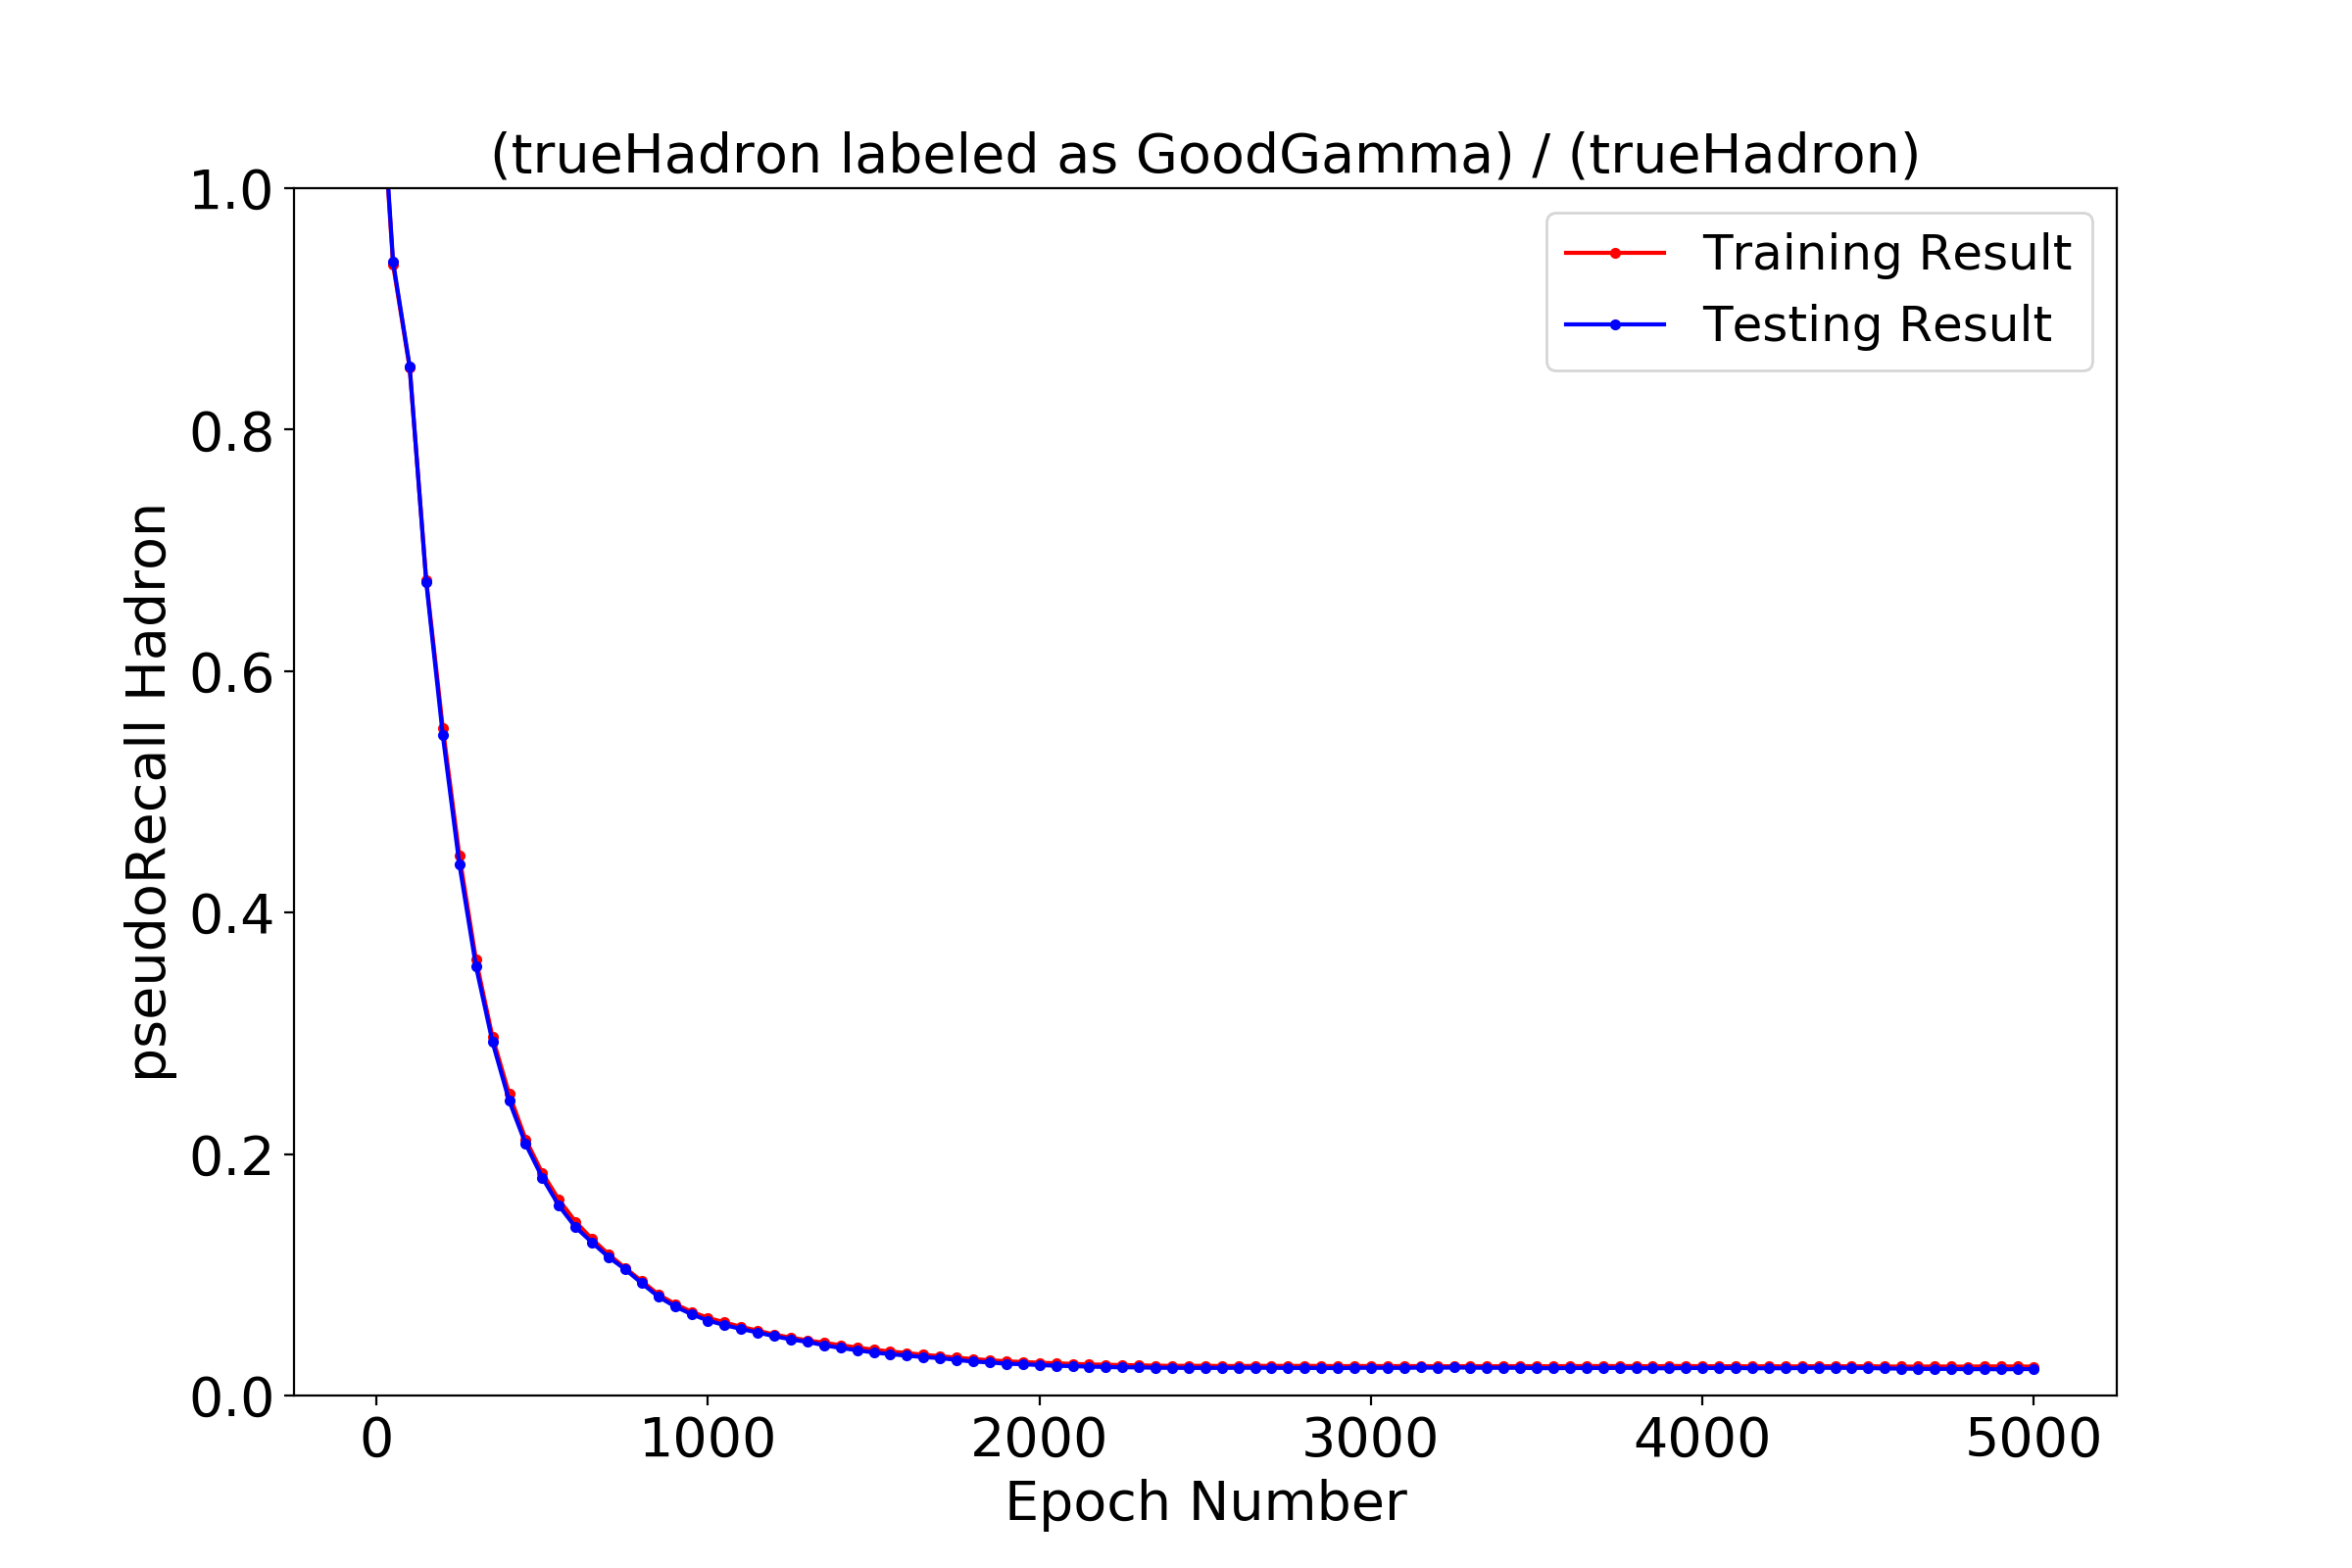 (trueHadron labeled as GoodGamma) / (trueHadron)
pseudoRecall Hadron
1.0
0.8
0.6
0.4
0.2
0.0
Training Result
Testing Result
0 1000 2000 3000 4000 5000
Epoch Number